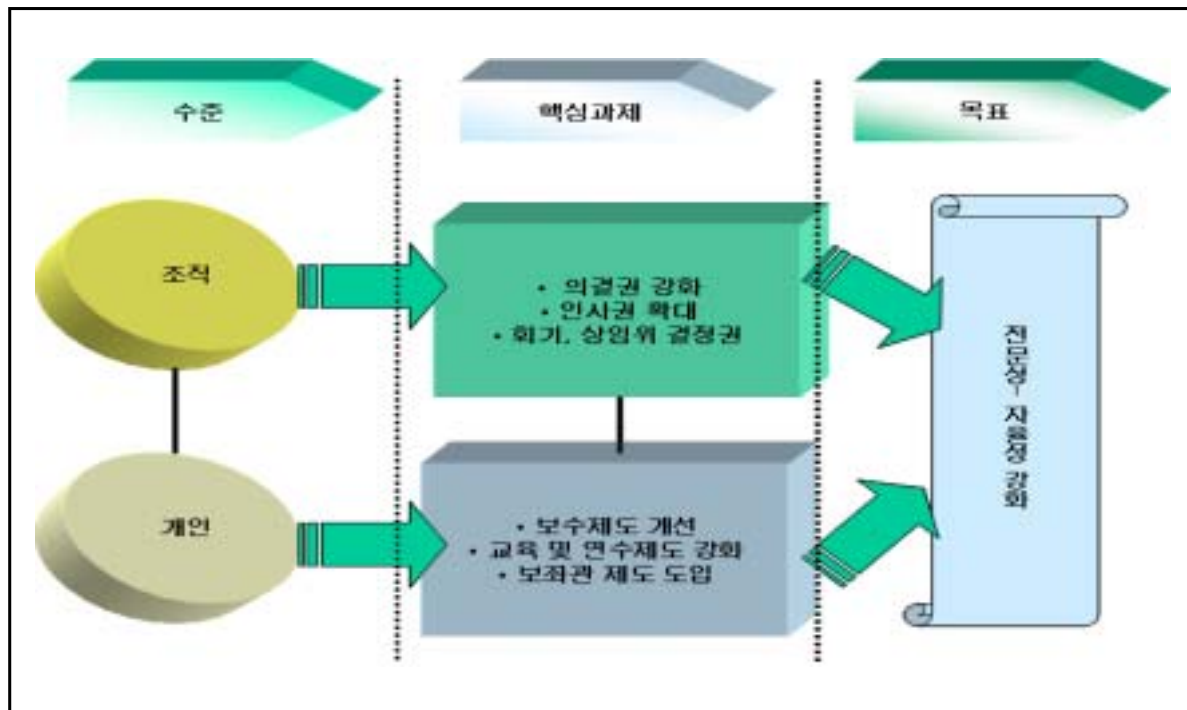 수준
핵심과제
목표
조직
• 의결권 강화
• 인사권 확대
• 회기, 상임위 결정권
개인
• 보수제도 개선
• 교육 및 연수제도 강화
• 보좌관 제도 도입
전문성- 자율성 강화